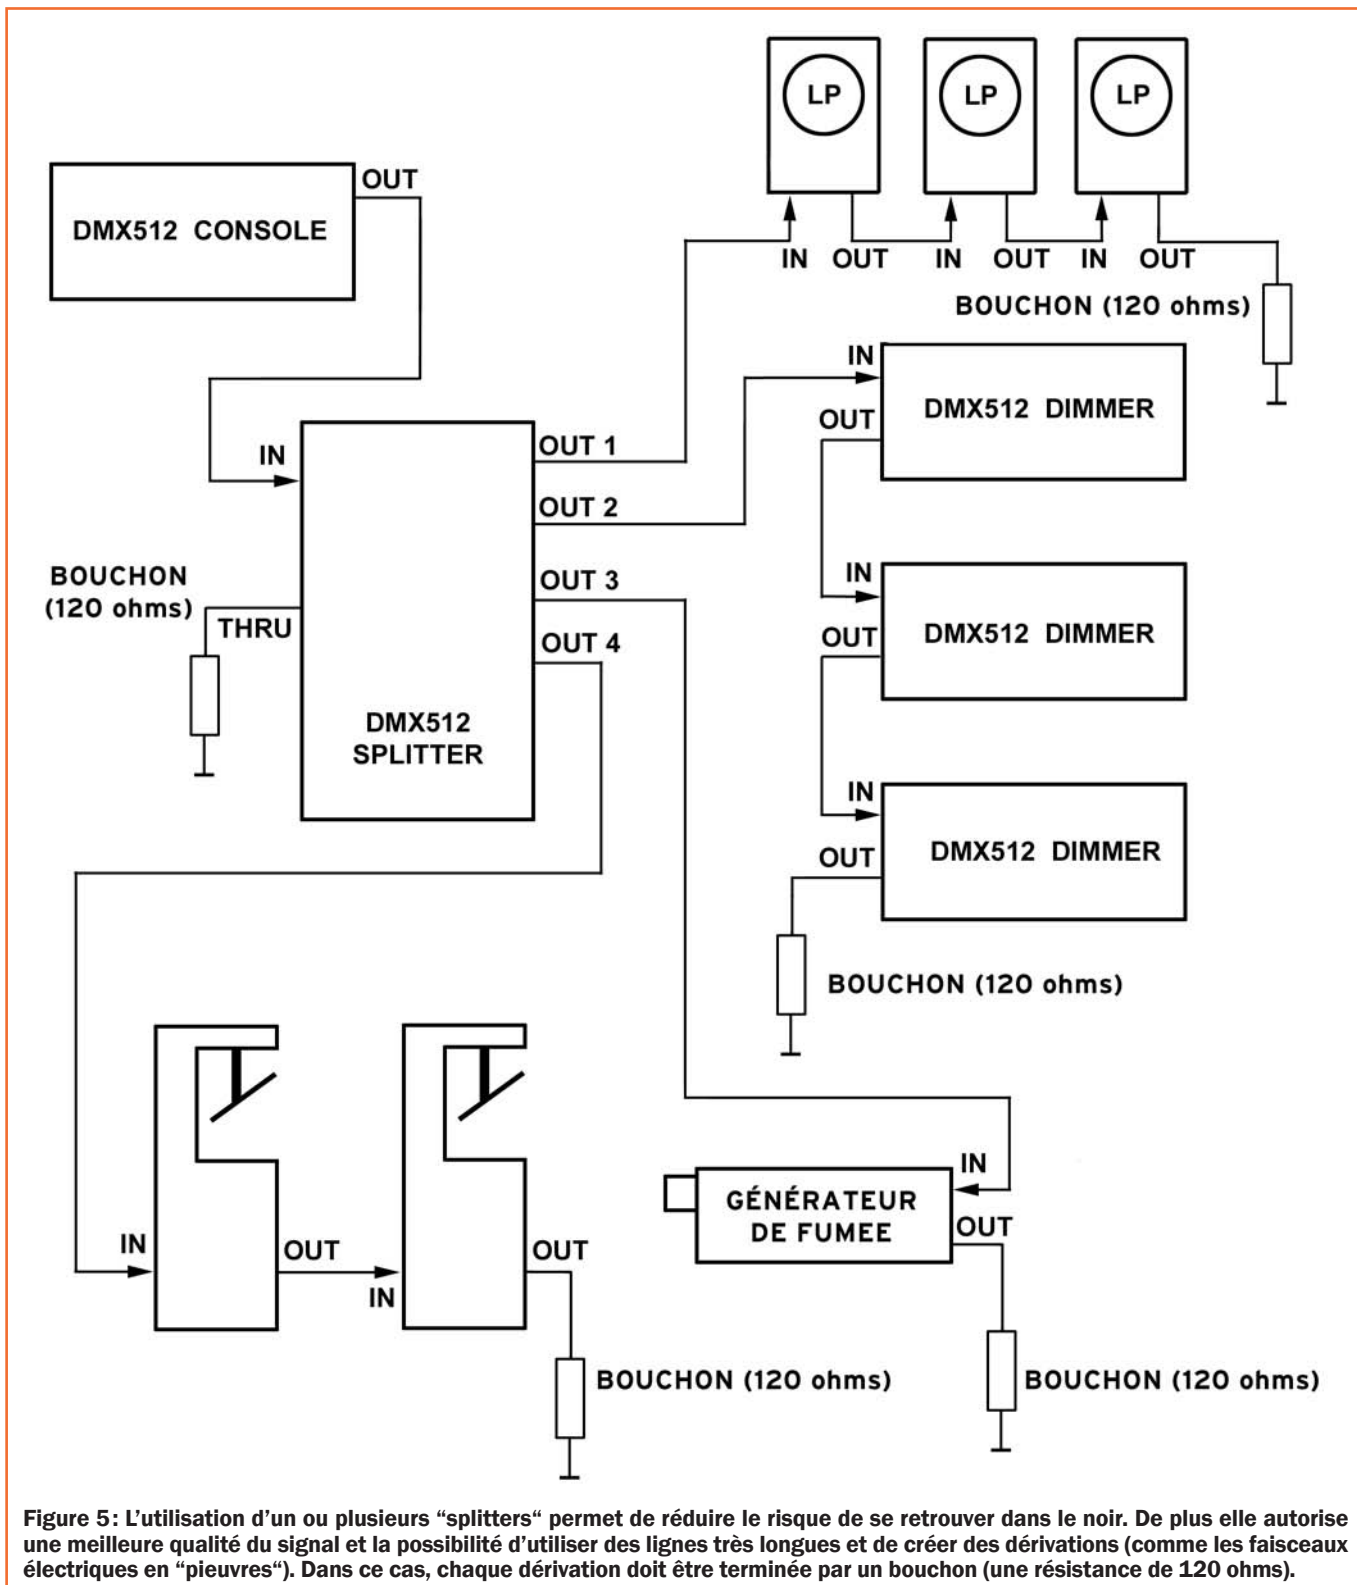 LP
LP
LP
OUT
DMX512 CONSOLE
IN
OUT
IN
OUT
IN
OUT
BOUCHON (120 ohms)
IN
DMX512 DIMMER
OUT
IN
OUT 1
OUT 2
BOUCHON
(120 ohms)
THRU
OUT 3
OUT 4
IN
DMX512 DIMMER
OUT
DMX512
SPLITTER
IN
DMX512 DIMMER
OUT
BOUCHON (120 ohms)
IN
GÉNÉRATEUR
DE FUMEE
OUT
IN
OUT
IN
OUT
BOUCHON (120 ohms)
BOUCHON (120 ohms)
Figure 5: L’utilisation d’un ou plusieurs “splitters“ permet de réduire le risque de se retrouver dans le noir. De plus elle autorise
une meilleure qualité du signal et la possibilité d’utiliser des lignes très longues et de créer des dérivations (comme les faisceaux
électriques en “pieuvres“). Dans ce cas, chaque dérivation doit être terminée par un bouchon (une résistance de 120 ohms).